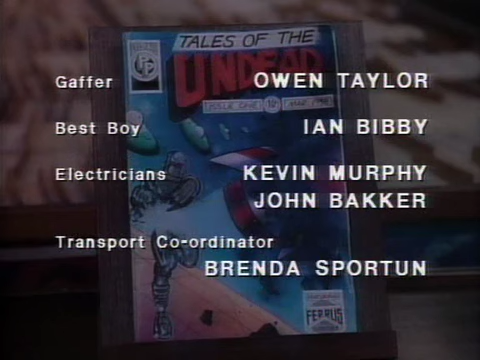 TALES OF THE
UNDEAD
Gaffer OWEN TAYLOR
Best Boy IAN BIBBY
Electricians KEVIN MURPHY
JOHN BAKKER
Transport Co-ordinator
BRENDA SPORTUN
FERRUS